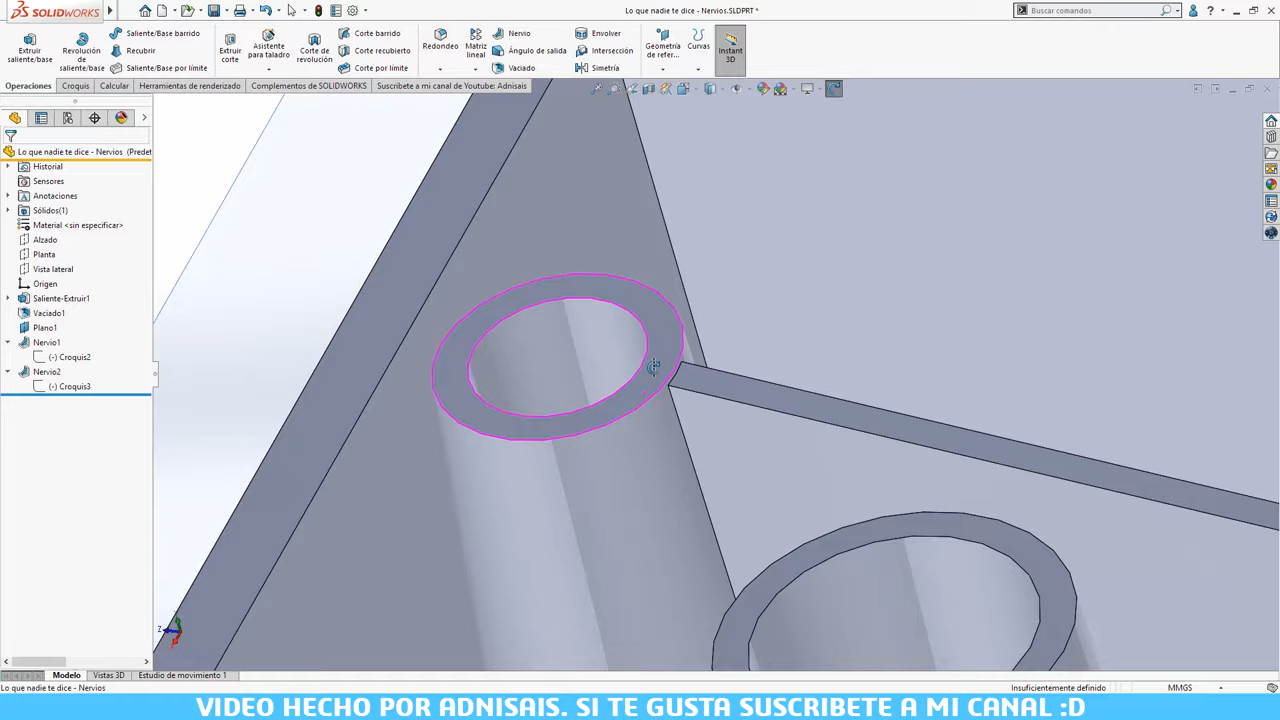 SOLIDWORKS
Lo que nadie te dice - Nervios.SLDPRT *
Buscar comandos
Extruir saliente/base
Revolución de saliente/base
Saliente/Base barrido
Recubrir
Saliente/Base por límite
Extruir corte
Asistente para taladro
Corte de revolución
Corte barrido
Corte recubierto
Corte por límite
Redondeo
Matriz lineal
Nervio
Ángulo de salida
Vaciado
Envolver
Intersección
Simetría
Geometría de refer...
Curvas
Instant 3D
Operaciones
Croquis
Calcular
Herramientas de renderizado
Complementos de SOLIDWORKS
Suscribete a mi canal de Youtube: Adnisais
Lo que nadie te dice - Nervios (Predet
Historial
Sensores
Anotaciones
Sólidos(1)
Material <sin especificar>
Alzado
Planta
Vista lateral
Origen
Saliente-Extruir1
Vaciado1
Plano1
Nervio1
(-) Croquis2
Nervio2
(-) Croquis3
Z
Modelo
Vistas 3D
Estudio de movimiento 1
Lo que nadie te dice - Nervios
Insuficientemente definido
MMGS
VIDEO HECHO POR ADNISAIS. SI TE GUSTA SUSCRIBETE A MI CANAL :D